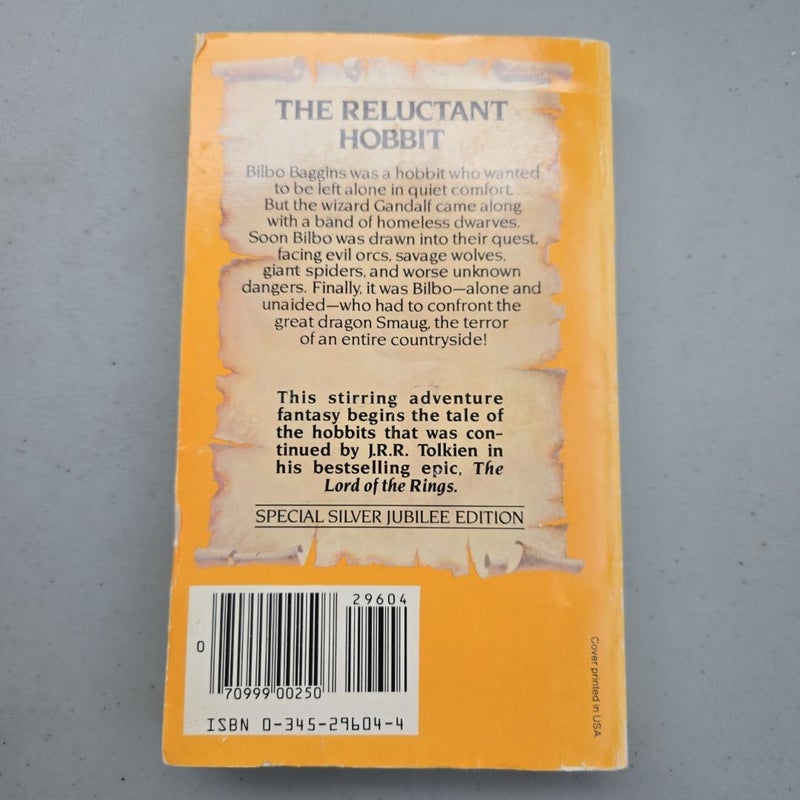 THE RELUCTANT
HOBBIT
Bilbo Baggins was a hobbit who wanted
to be left alone in quiet comfort.
But the wizard Gandalf came along
with a band of homeless dwarves.
Soon Bilbo was drawn into their quest,
facing evil orcs, savage wolves,
giant spiders, and worse unknown
dangers. Finally, it was Bilbo—alone and
unaided—who had to confront the
great dragon Smaug, the terror
of an entire countryside!
This stirring adventure
fantasy begins the tale of
the hobbits that was con-
tinued by J.R.R. Tolkien in
his bestselling epic, The
Lord of the Rings.
SPECIAL SILVER JUBILEE EDITION
29604
0
70999 00250
ISBN 0-345-29604-4
Cover printed in USA